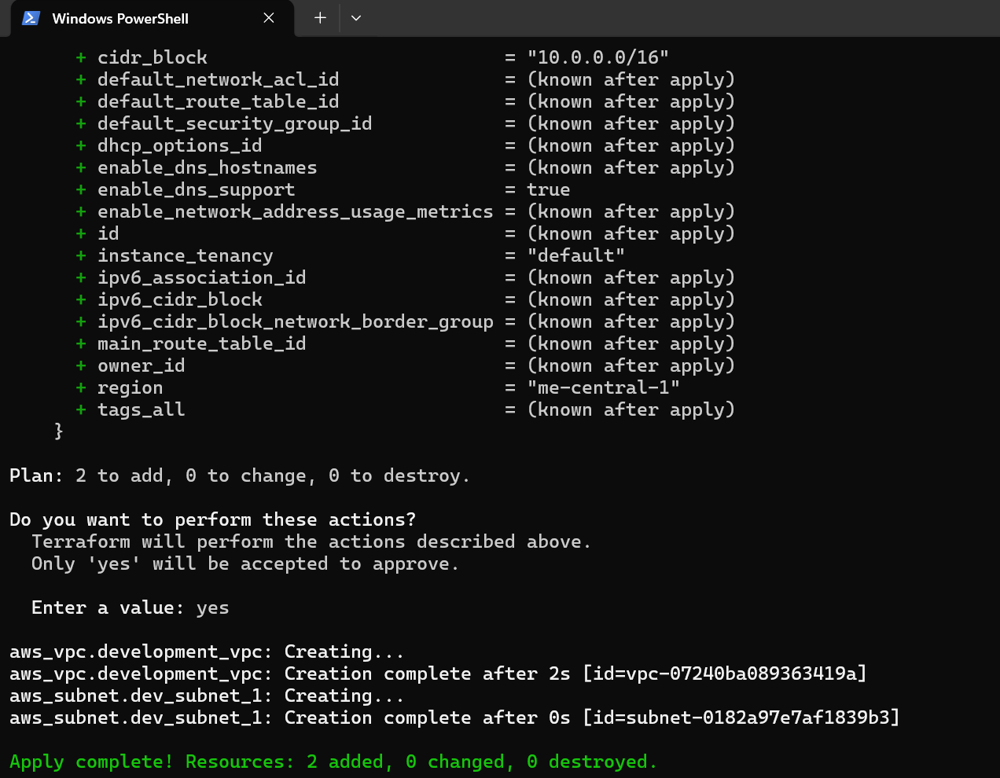 Windows PowerShell
+ cidr_block                           = "10.0.0.0/16"
+ default_network_acl_id               = (known after apply)
+ default_route_table_id               = (known after apply)
+ default_security_group_id            = (known after apply)
+ dhcp_options_id                      = (known after apply)
+ enable_dns_hostnames                 = (known after apply)
+ enable_dns_support                   = true
+ enable_network_address_usage_metrics = (known after apply)
+ id                                   = (known after apply)
+ instance_tenancy                     = "default"
+ ipv6_association_id                  = (known after apply)
+ ipv6_cidr_block                      = (known after apply)
+ ipv6_cidr_block_network_border_group = (known after apply)
+ main_route_table_id                  = (known after apply)
+ owner_id                             = (known after apply)
+ region                               = "me-central-1"
+ tags_all                             = (known after apply)
}
Plan: 2 to add, 0 to change, 0 to destroy.
Do you want to perform these actions?
Terraform will perform the actions described above.
Only 'yes' will be accepted to approve.
Enter a value: yes
aws_vpc.development_vpc: Creating...
aws_vpc.development_vpc: Creation complete after 2s [id=vpc-07240ba089363419a]
aws_subnet.dev_subnet_1: Creating...
aws_subnet.dev_subnet_1: Creation complete after 0s [id=subnet-0182a97e7af1839b3]
Apply complete! Resources: 2 added, 0 changed, 0 destroyed.